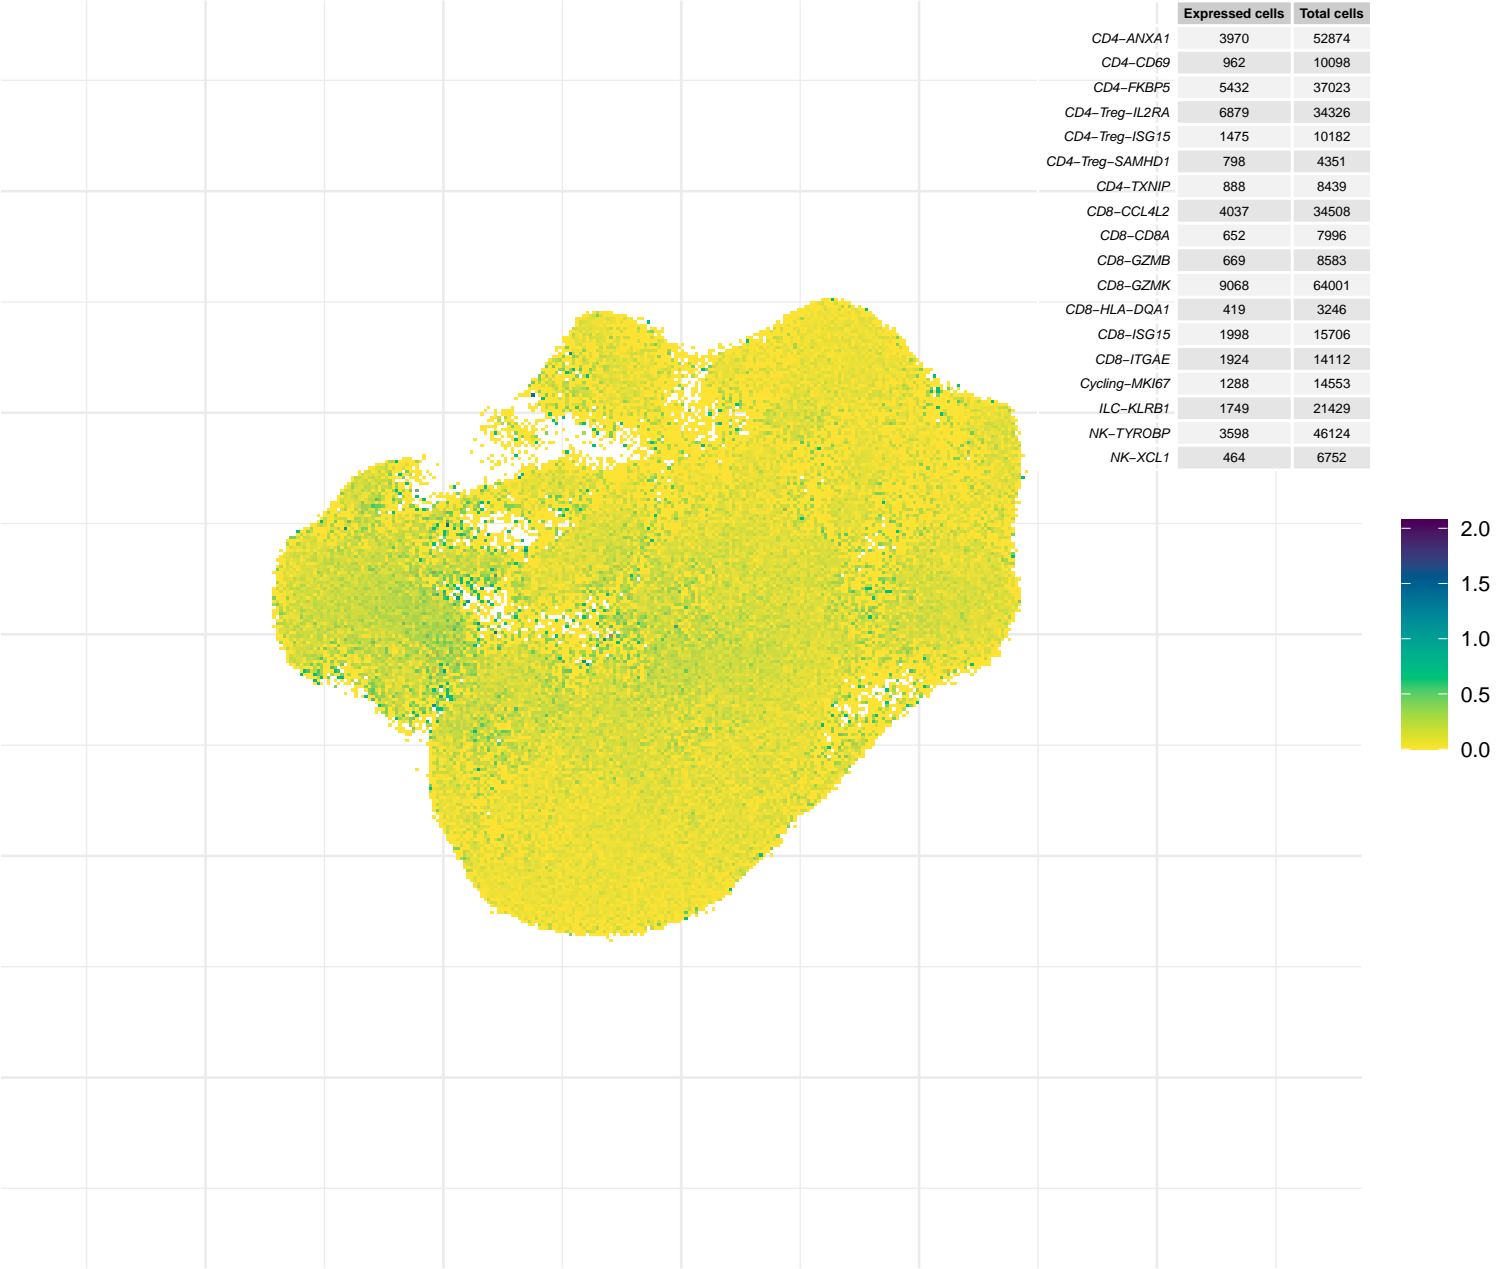 Expressed cells Total cells
CD4−ANXA1 3970 52874
CD4−CD69 962 10098
CD4−FKBP5 5432 37023
CD4−Treg−IL2RA 6879 34326
CD4−Treg−ISG15 1475 10182
CD4−Treg−SAMHD1 798 4351
CD4−TXNIP 888 8439
CD8−CCL4L2 4037 34508
CD8−CD8A 652 7996
CD8−GZMB 669 8583
CD8−GZMK 9068 64001
CD8−HLA−DQA1 419 3246
CD8−ISG15 1998 15706
CD8−ITGAE 1924 14112
Cycling−MKI67 1288 14553
ILC−KLRB1 1749 21429
NK−TYROBP 3598 46124
NK−XCL1 464 6752
2.0
1.5
1.0
0.5
0.0